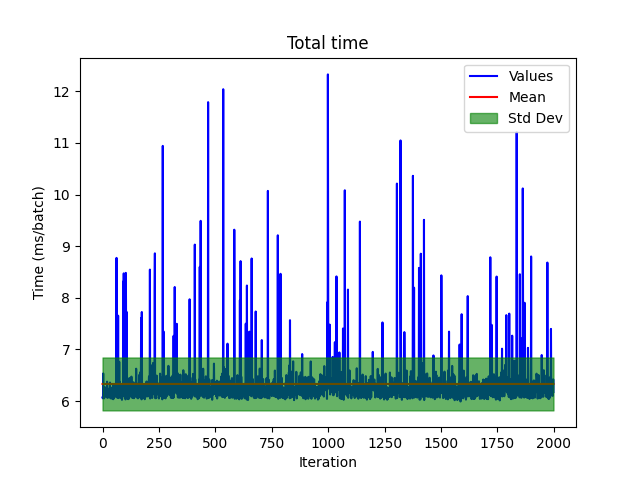 Total time
Values
Mean
Std Dev
12
11
10
9
8
7
6
Time (ms/batch)
0 250 500 750 1000 1250 1500 1750 2000
Iteration